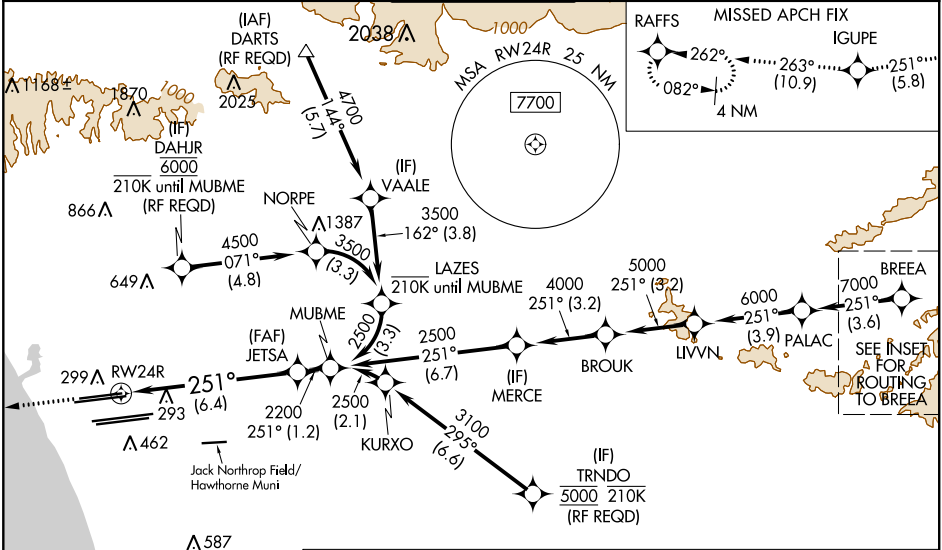 (IAF)
DARTS
(RF REQD)
2038
1000
MISSED APCH FIX
RAFFS
IGUPE
262°
263°
(10.9)
251°
(5.8)
082°
4 NM
MSA RW24R 25 NM
7700
1168±
1870
1000
2025
4700
144°
(5.7)
(IF)
DAHJR
6000
210K until MUBME
(RF REQD)
(IF)
VAALE
866
NORPE
1387
3500
162° (3.8)
649
4500
071°
(4.8)
3500
(3.3)
LAZES
210K until MUBME
MUBME
2500
(3.3)
(FAF)
JETSA
2500
251°
(6.7)
4000
251° (3.2)
5000
251° (3.2)
6000
251°
(3.9)
7000
251°
(3.6)
BREEA
PALAC
LIVVN
BROUK
(IF)
MERCE
SEE INSET
FOR
ROUTING
TO BREEA
299
RW24R
251°
(6.4)
293
2200
251° (1.2)
2500
(2.1)
KURXO
462
Jack Northrop Field/
Hawthorne Muni
3100
295°
(6.6)
(IF)
TRNDO
5000 210K
(RF REQD)
587